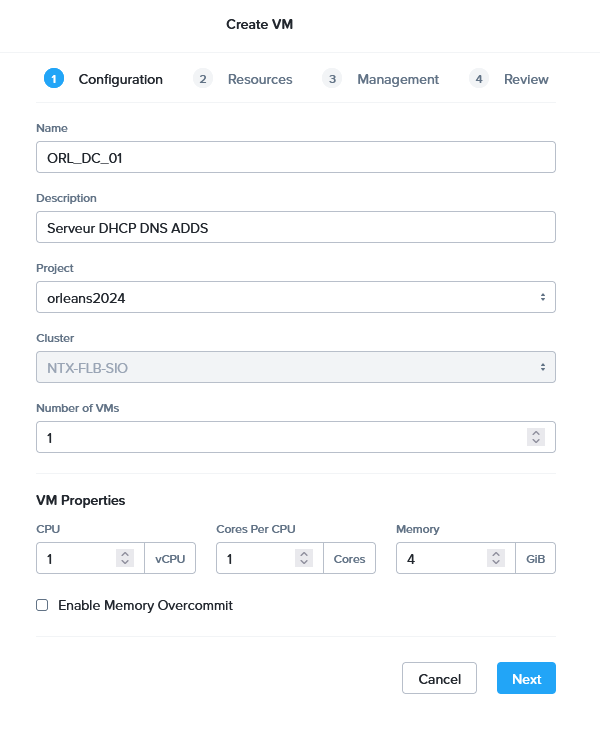 Create VM
1 Configuration 2 Resources 3 Management 4 Review
Name
ORL_DC_01
Description
Serveur DHCP DNS ADDS
Project
orleans2024
Cluster
NTX-FLB-SIO
Number of VMs
1
VM Properties
CPU Cores Per CPU Memory
1 vCPU 1 Cores 4 GiB
Enable Memory Overcommit
Cancel Next